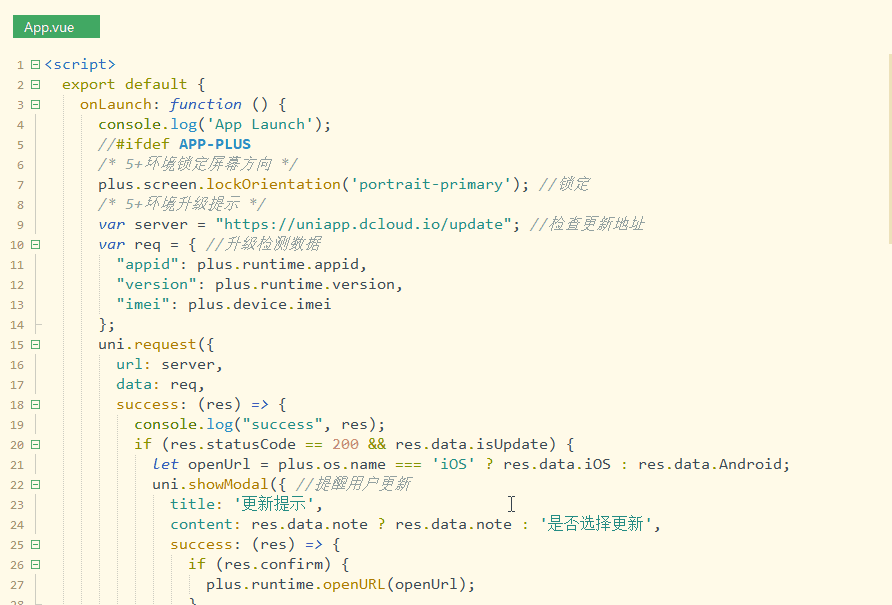 App.vue
1 <script>
2 export default {
3 onLaunch: function () {
4 console.log('App Launch');
5 //#ifdef APP-PLUS
6 /* 5+环境锁定屏幕方向 */
7 plus.screen.lockOrientation('portrait-primary'); //锁定
8 /* 5+环境升级提示 */
9 var server = "https://uniapp.dcloud.io/update"; //检查更新地址
10 var req = { //升级检测数据
11 "appid": plus.runtime.appid,
12 "version": plus.runtime.version,
13 "imei": plus.device.imei
14 };
15 uni.request({
16 url: server,
17 data: req,
18 success: (res) => {
19 console.log("success", res);
20 if (res.statusCode == 200 && res.data.isUpdate) {
21 let openUrl = plus.os.name === 'iOS' ? res.data.iOS : res.data.Android;
22 uni.showModal({ //提醒用户更新
23 title: '更新提示',
24 content: res.data.note ? res.data.note : '是否选择更新',
25 success: (res) => {
26 if (res.confirm) {
27 plus.runtime.openURL(openUrl);
28 }